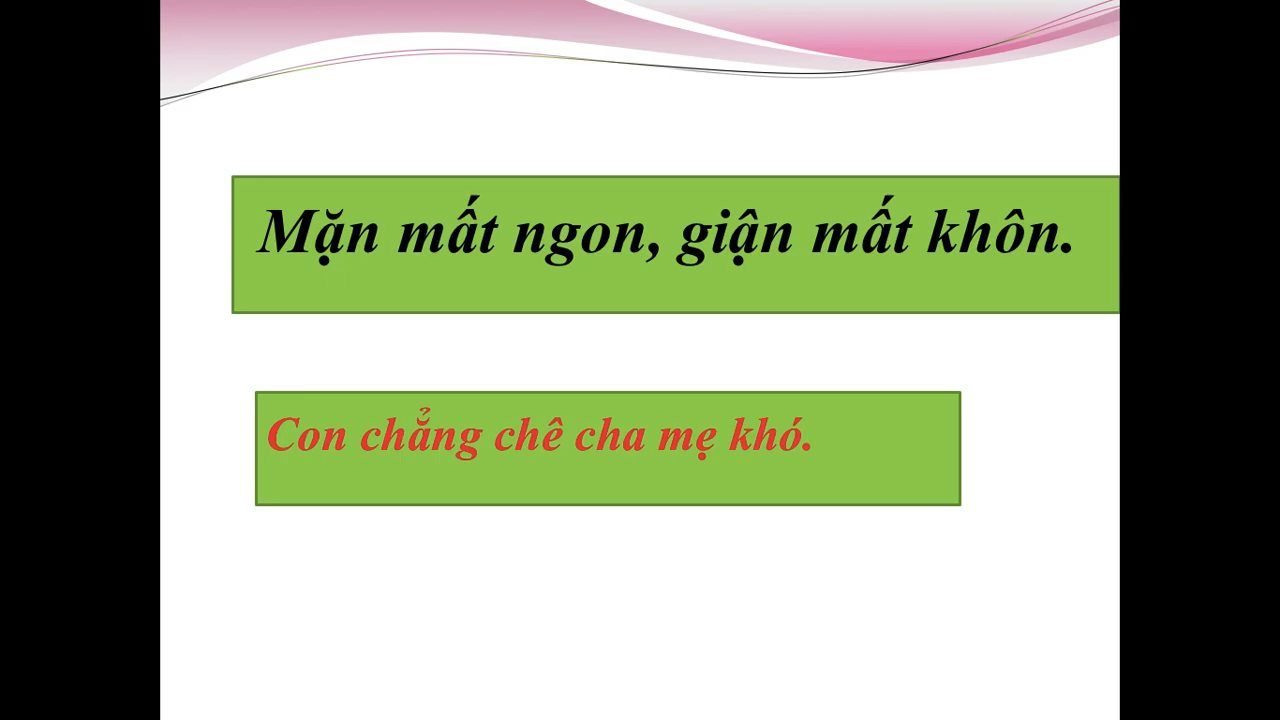 Mặn mất ngon, giận mất khôn.
Con chẳng chê cha mẹ khó.